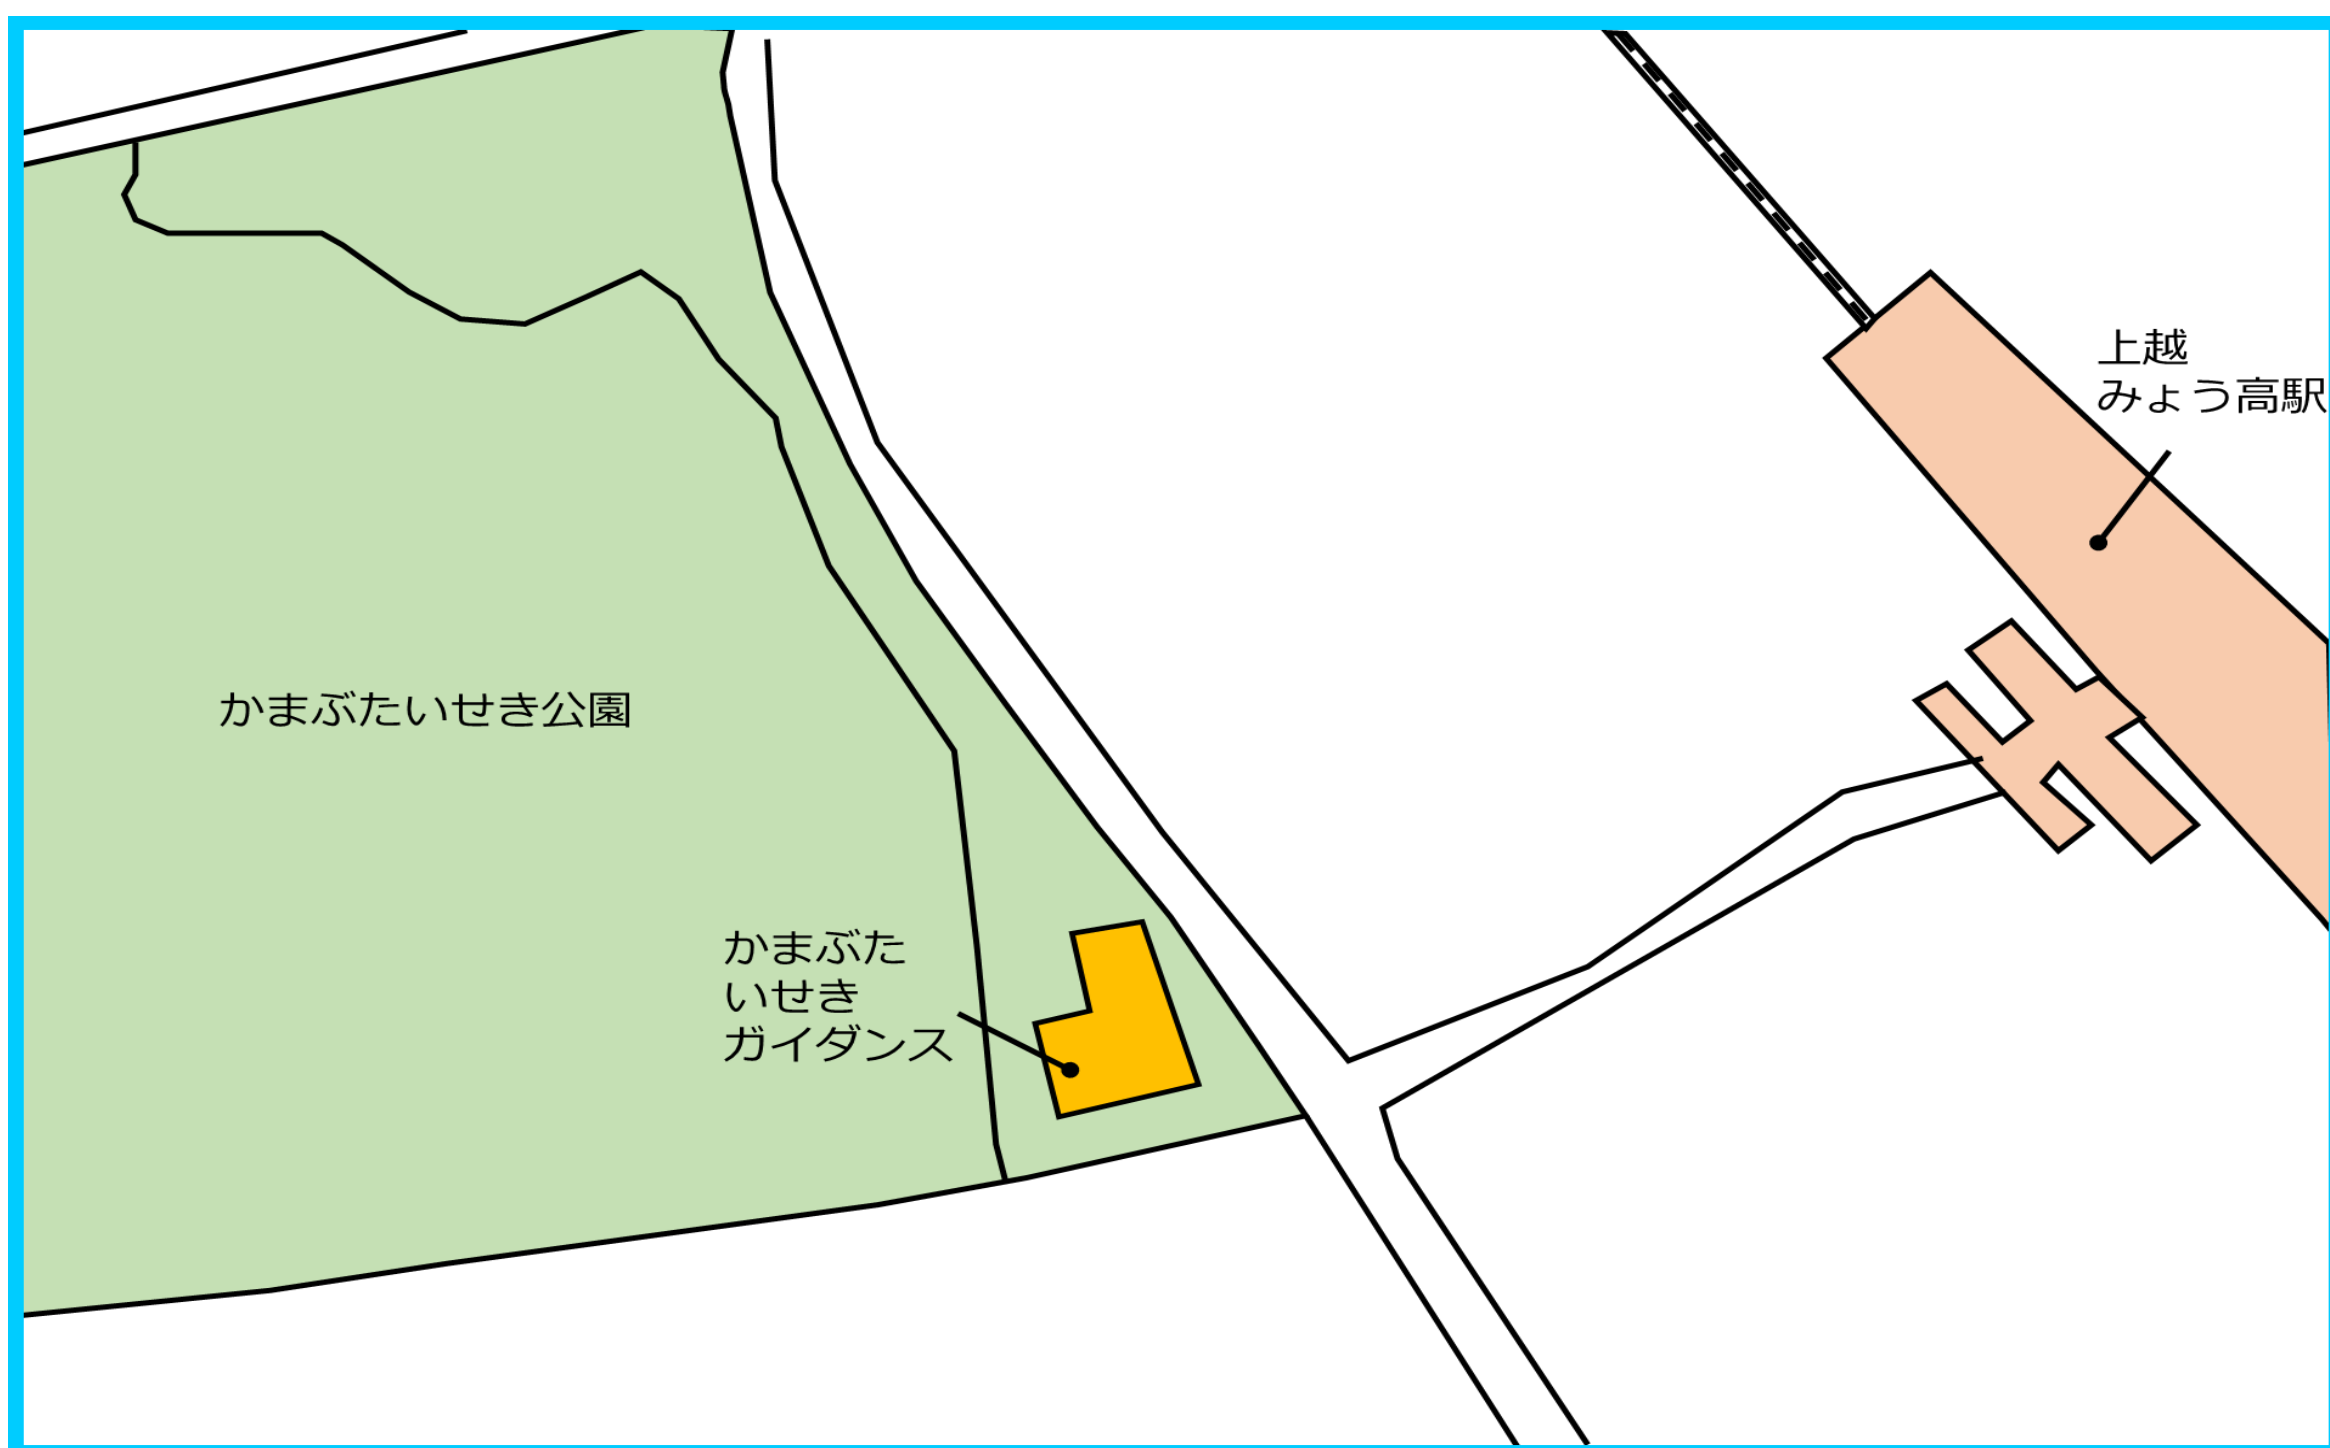 上越
みょう高駅
かまぶたいせき公園
かまぶた
いせき
ガイダンス